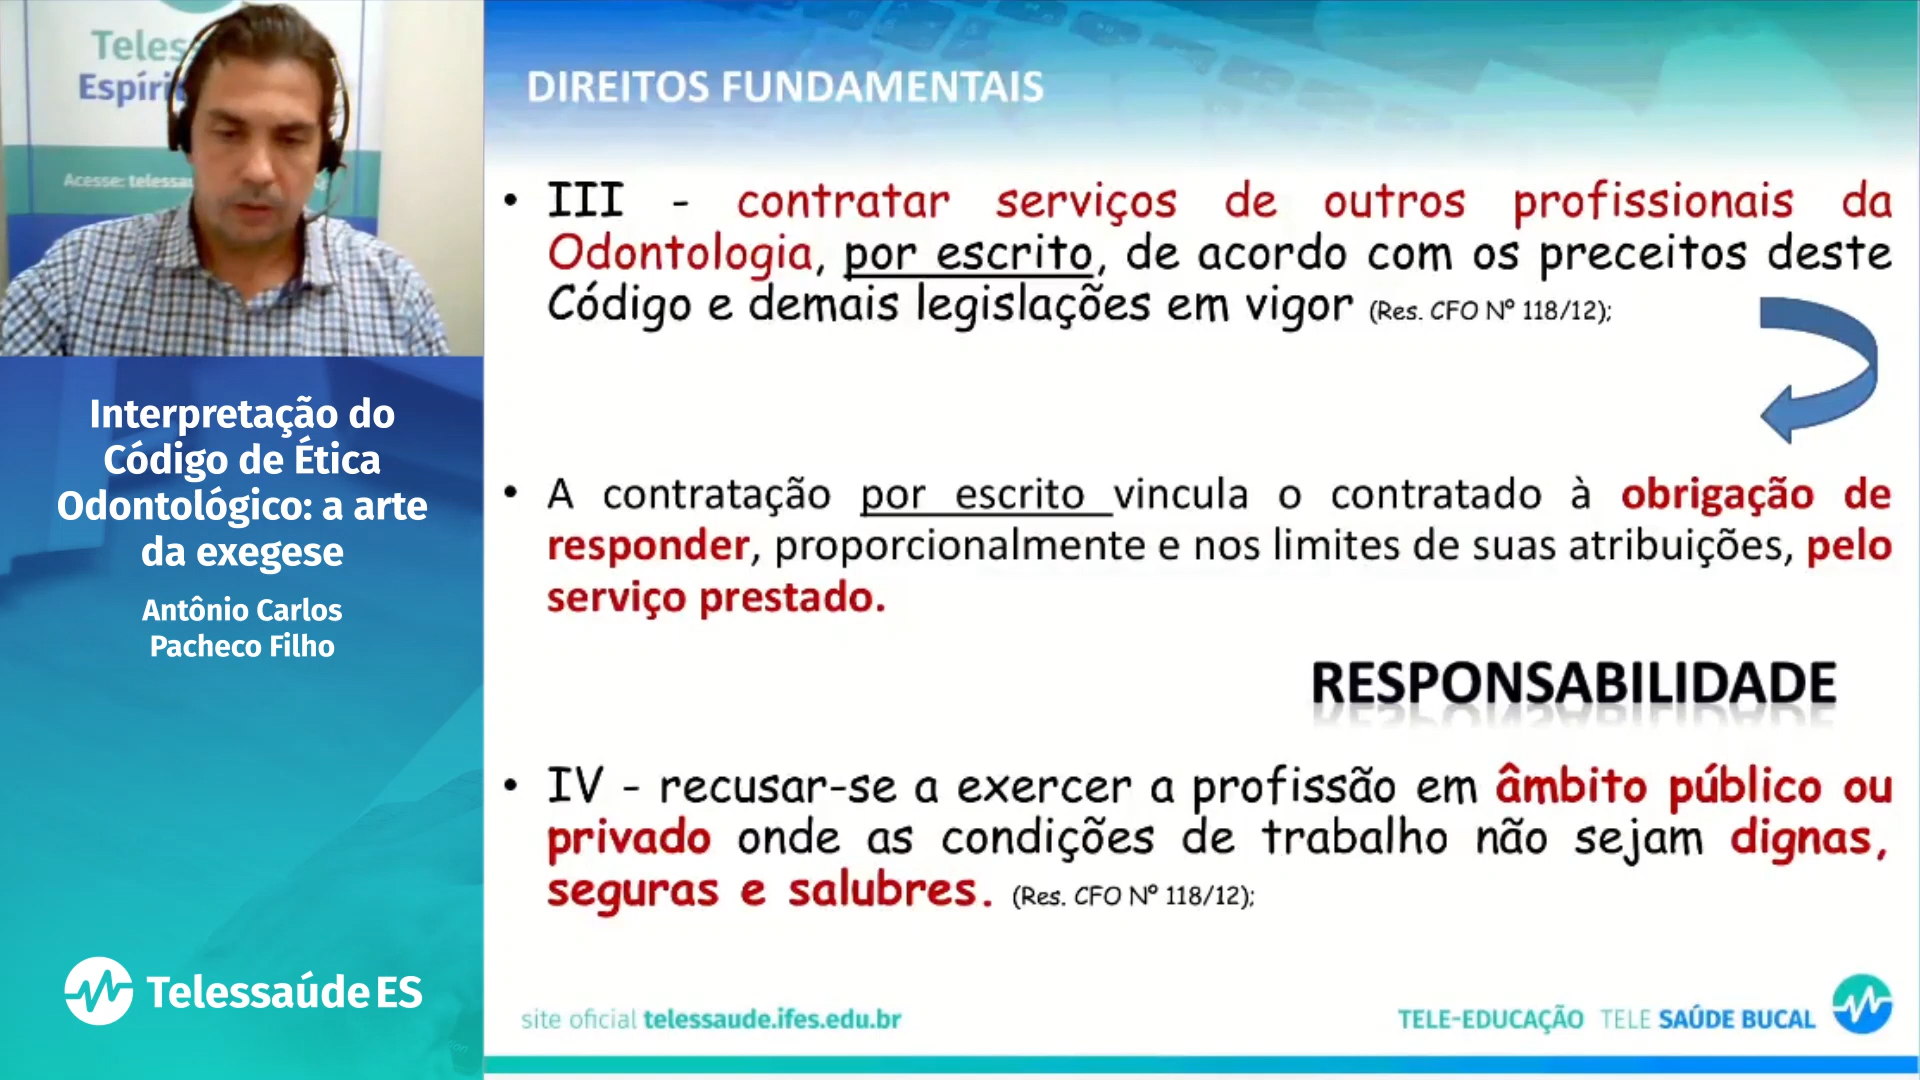 Espíri
Acesse:
Interpretação do
Código de Ética
Odontológico: a arte
da exegese
Antônio Carlos
Pacheco Filho
TelessaúdeES
DIREITOS FUNDAMENTAIS
• III - contratar serviços de outros profissionais da
Odontologia, por escrito, de acordo com os preceitos deste
Código e demais legislações em vigor (Res. CFO Nº 118/12);
• A contratação por escrito vincula o contratado à obrigação de
responder, proporcionalmente e nos limites de suas atribuições, pelo
serviço prestado.
RESPONSABILIDADE
• IV - recusar-se a exercer a profissão em âmbito público ou
privado onde as condições de trabalho não sejam dignas,
seguras e salubres. (Res. CFO Nº 118/12);
site oficial telessaude.ifes.edu.br
TELE-EDUCAÇÃO TELE SAÚDE BUCAL